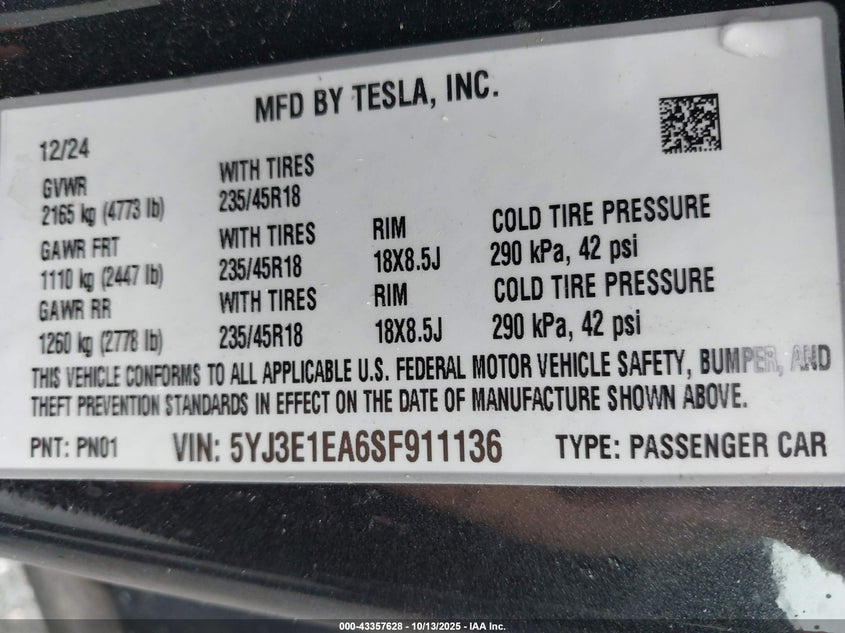 MFD BY TESLA, INC.
12/24
GVWR WITH TIRES
2165 kg (4773 lb) 235/45R18
GAWR FRT WITH TIRES RIM COLD TIRE PRESSURE
1110 kg (2447 lb) 235/45R18 18X8.5J 290 kPa, 42 psi
GAWR RR WITH TIRES RIM COLD TIRE PRESSURE
1260 kg (2778 lb) 235/45R18 18X8.5J 290 kPa, 42 psi
THIS VEHICLE CONFORMS TO ALL APPLICABLE U.S. FEDERAL MOTOR VEHICLE SAFETY, BUMPER, AND
THEFT PREVENTION STANDARDS IN EFFECT ON THE DATE OF MANUFACTURE SHOWN ABOVE.
PNT: PN01 VIN: 5YJ3E1EA6SF911136 TYPE: PASSENGER CAR
000-43357628 - 10/13/2025 - IAA Inc.